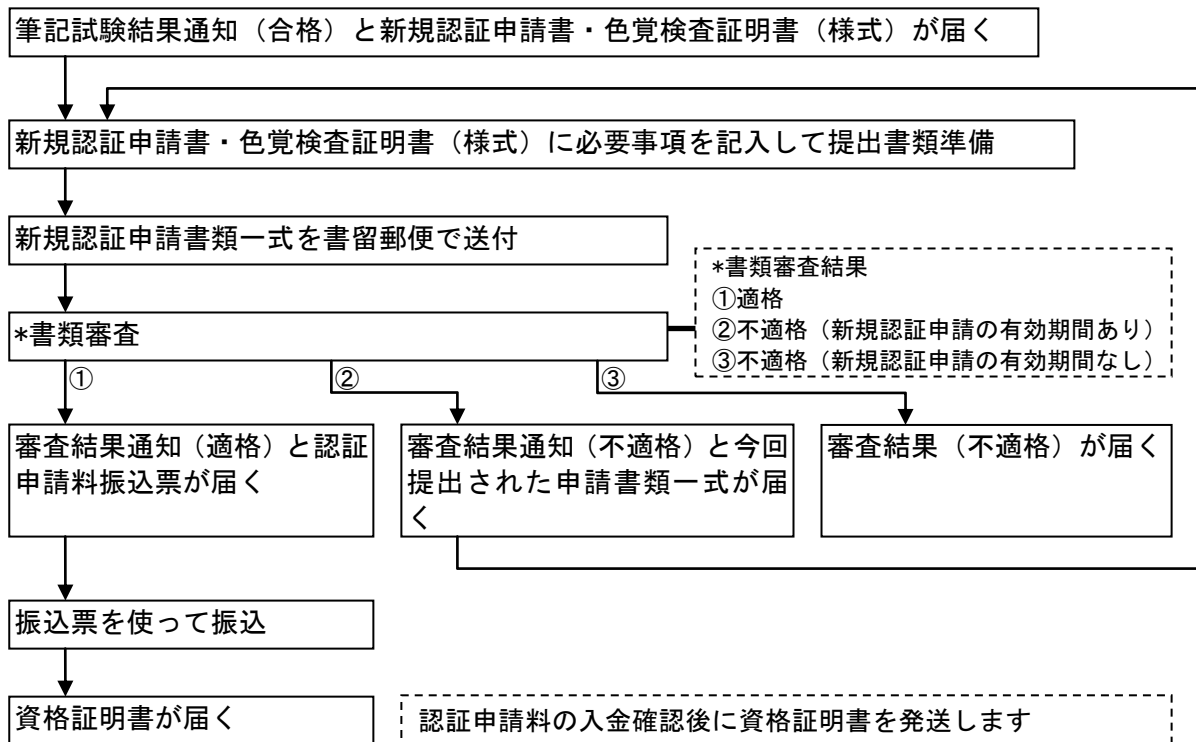 筆記試験結果通知（合格）と新規認証申請書・色覚検査証明書（様式）が届く
新規認証申請書・色覚検査証明書（様式）に必要事項を記入して提出書類準備
新規認証申請書類一式を書留郵便で送付
*書類審査結果
①適格
②不適格（新規認証申請の有効期間あり）
③不適格（新規認証申請の有効期間なし）
*書類審査
①
②
③
審査結果通知（適格）と認証
申請料振込票が届く
審査結果通知（不適格）と今回
提出された申請書類一式が届
く
審査結果（不適格）が届く
振込票を使って振込
資格証明書が届く
認証申請料の入金確認後に資格証明書を発送します